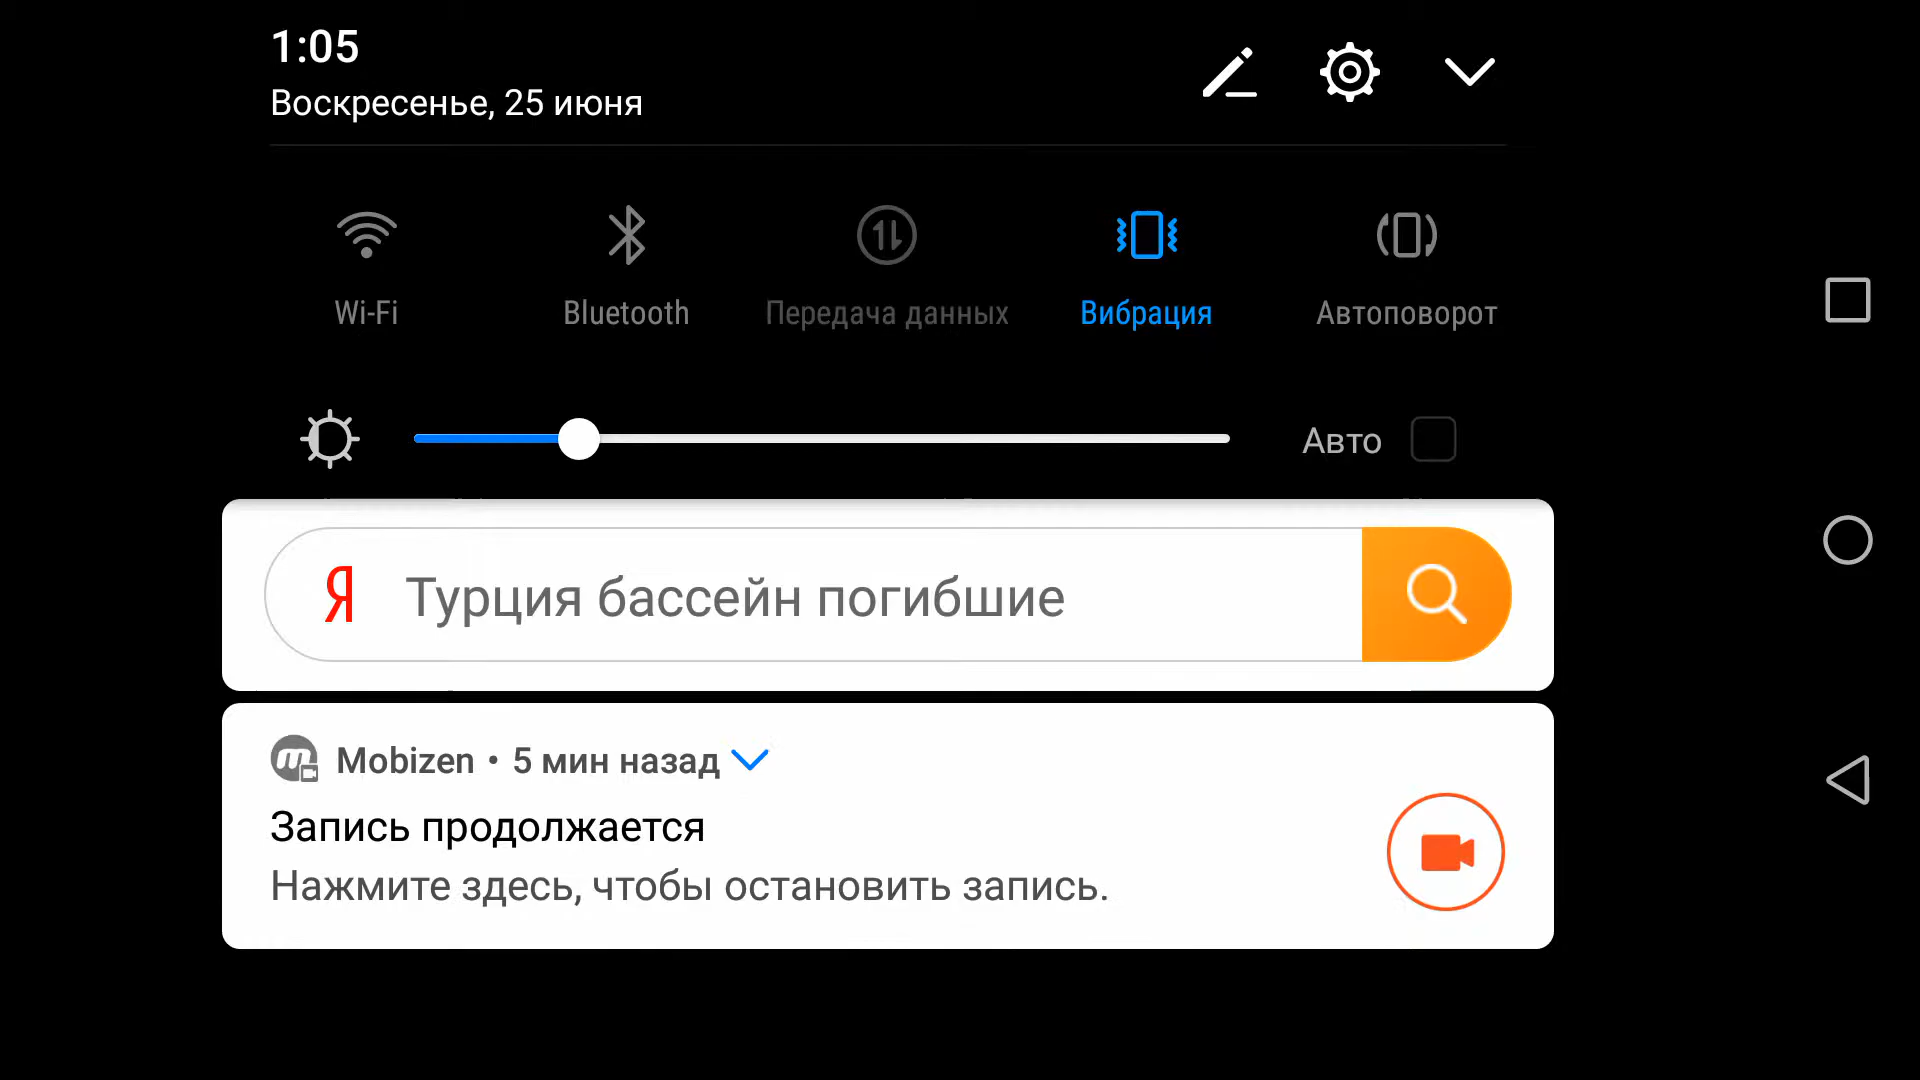 1:05
Воскресенье, 25 июня
Wi-Fi
Bluetooth
Передача данных
Вибрация
Автоповорот
Авто
Я Турция бассейн погибшие
Mobizen • 5 мин назад
Запись продолжается
Нажмите здесь, чтобы остановить запись.